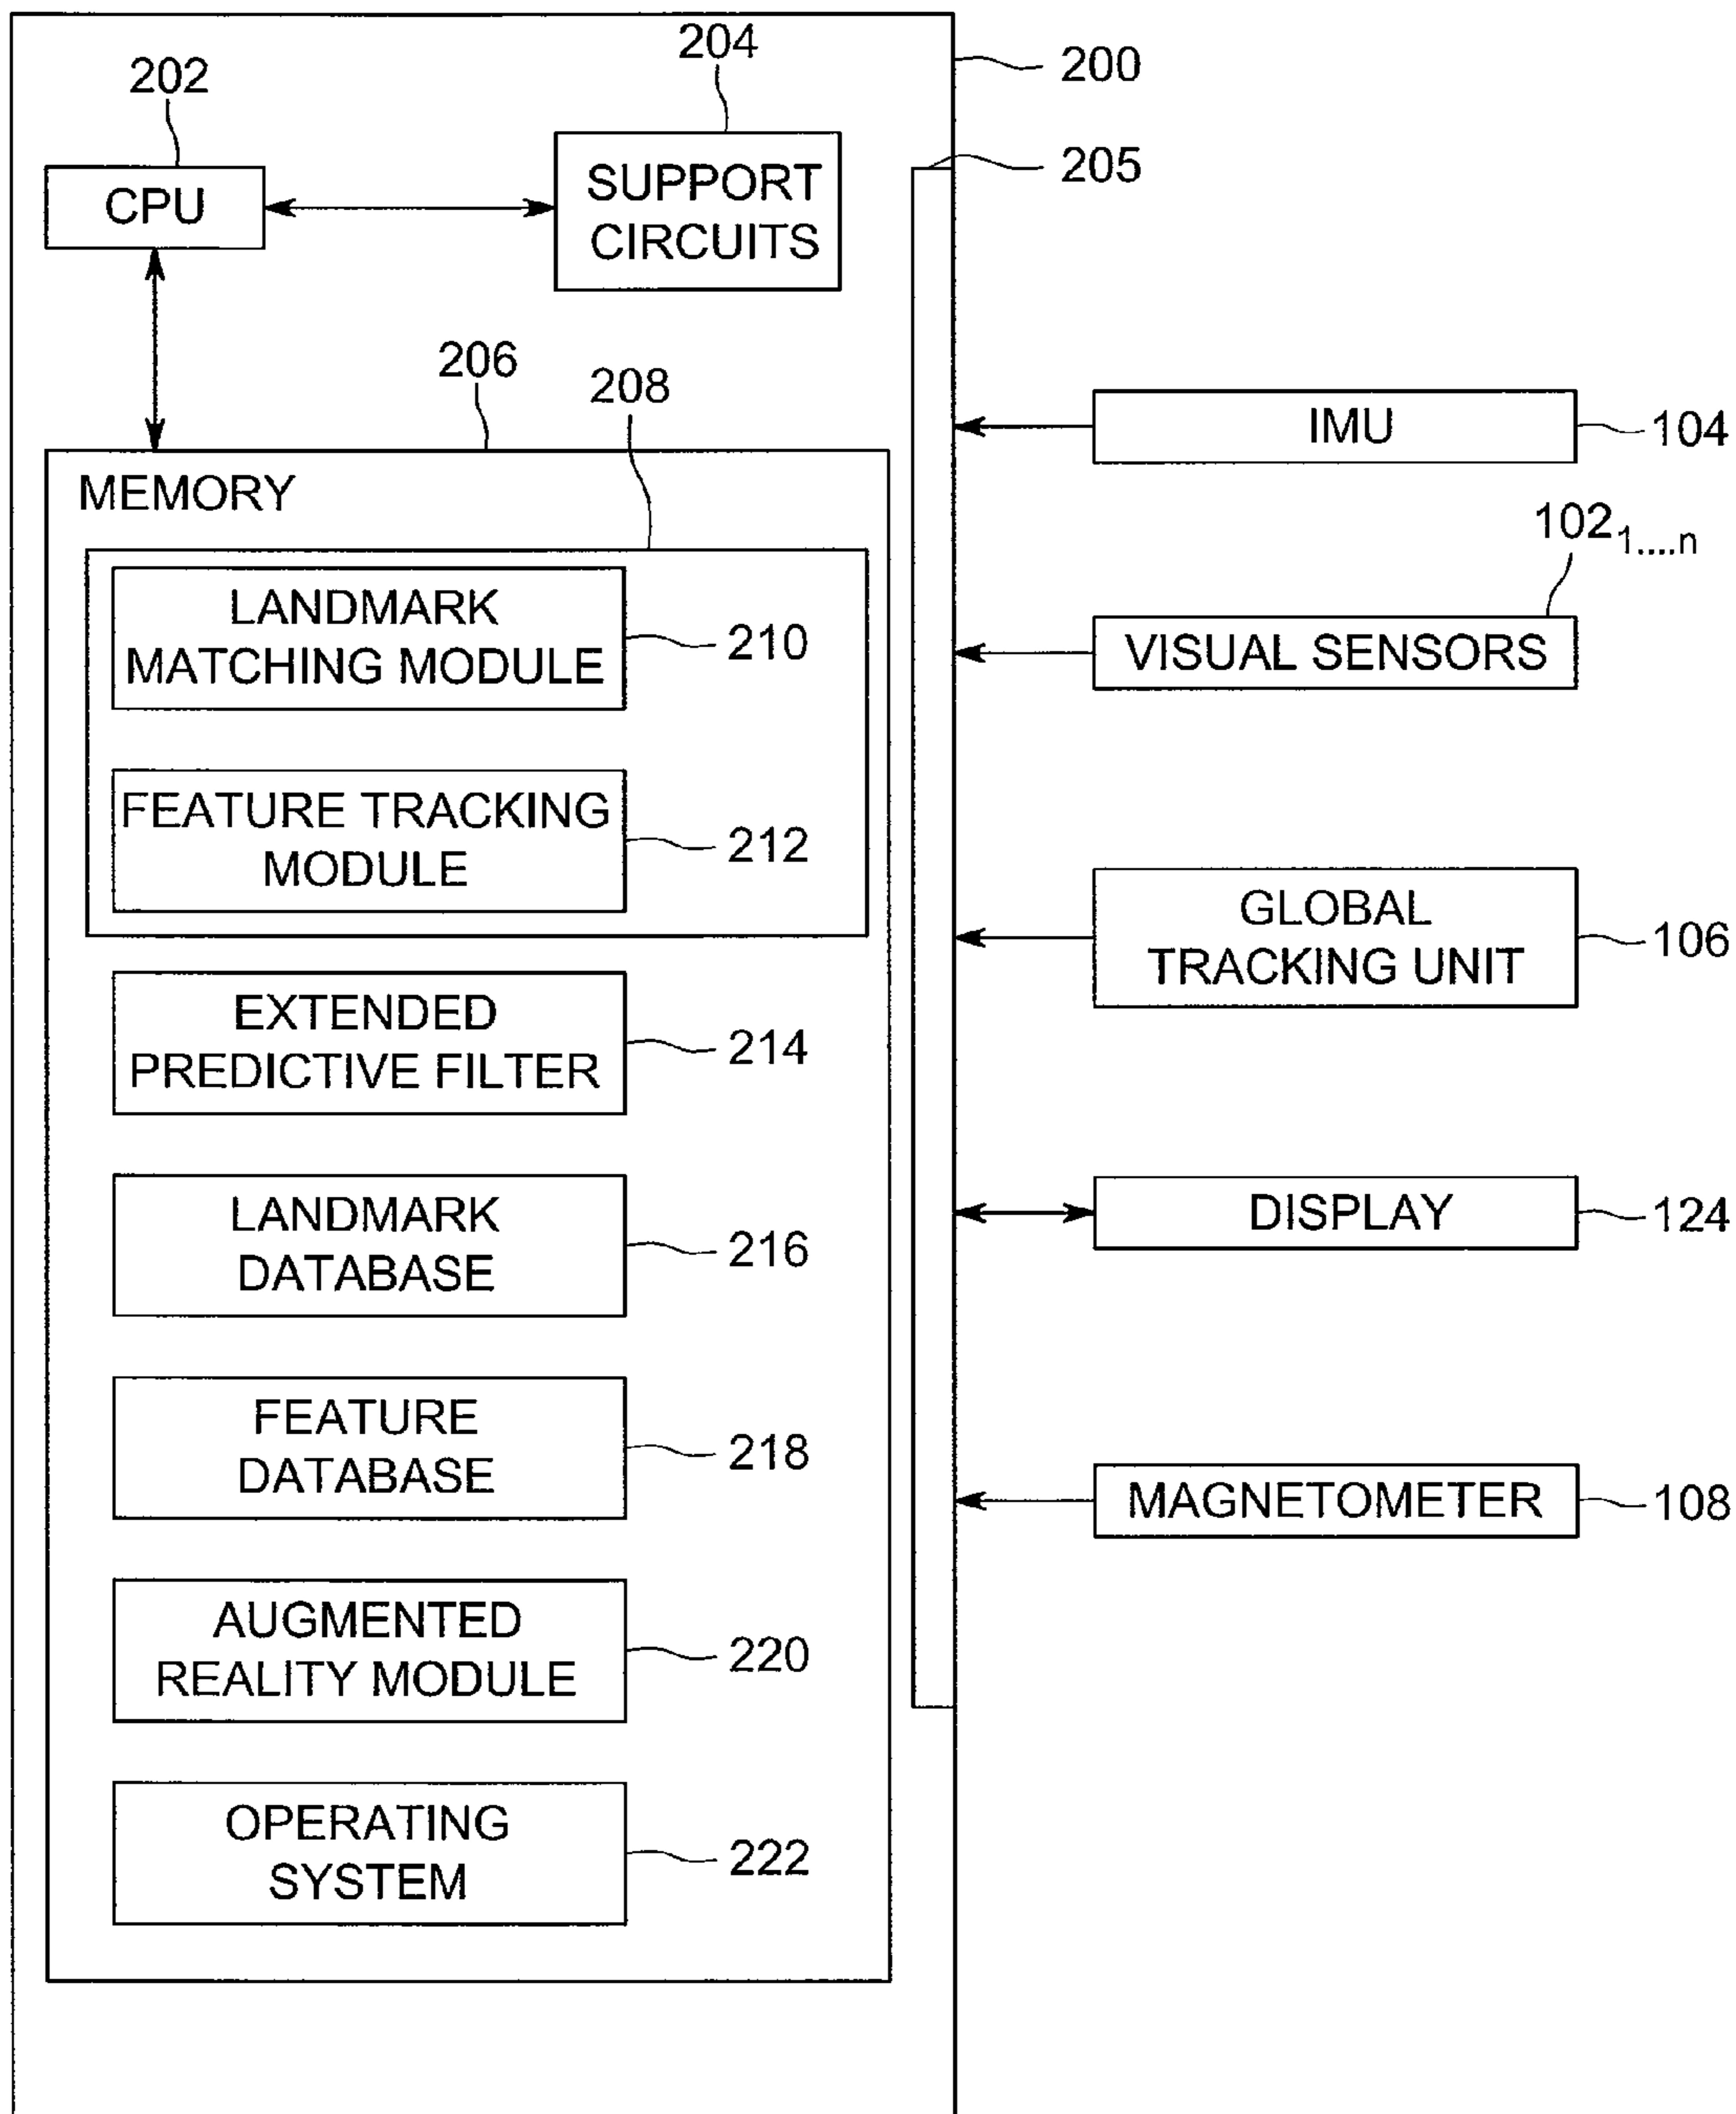 204
202
200
205
CPU
SUPPORT
CIRCUITS
206
208
IMU
104
MEMORY
102 1....n
LANDMARK
MATCHING MODULE
210
VISUAL SENSORS
FEATURE TRACKING
MODULE
212
GLOBAL
TRACKING UNIT
106
EXTENDED
PREDICTIVE FILTER
214
LANDMARK
DATABASE
216
DISPLAY
124
FEATURE
DATABASE
218
MAGNETOMETER
108
AUGMENTED
REALITY MODULE
220
OPERATING
SYSTEM
222